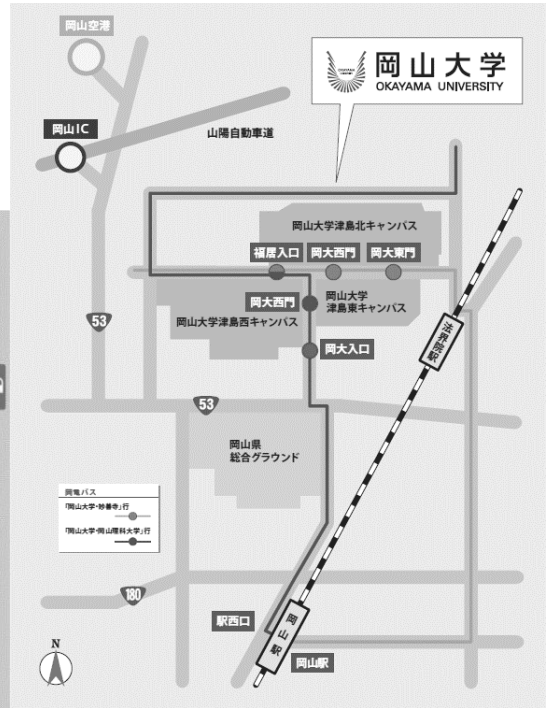 岡山空港
岡山大学
OKAYAMA UNIVERSITY
OKAYAMA
UNIVERSITY
岡山IC
山陽自動車道
岡山大学津島北キャンパス
福居入口
岡大西門
岡大東門
岡大西門
岡山大学
津島東キャンパス
岡山大学津島西キャンパス
53
法界院駅
岡大入口
53
岡山県
総合グラウンド
岡電バス
「岡山大学・妙善寺」行
「岡山大学・岡山理科大学」行
180
駅西口
岡山駅
岡山駅
N